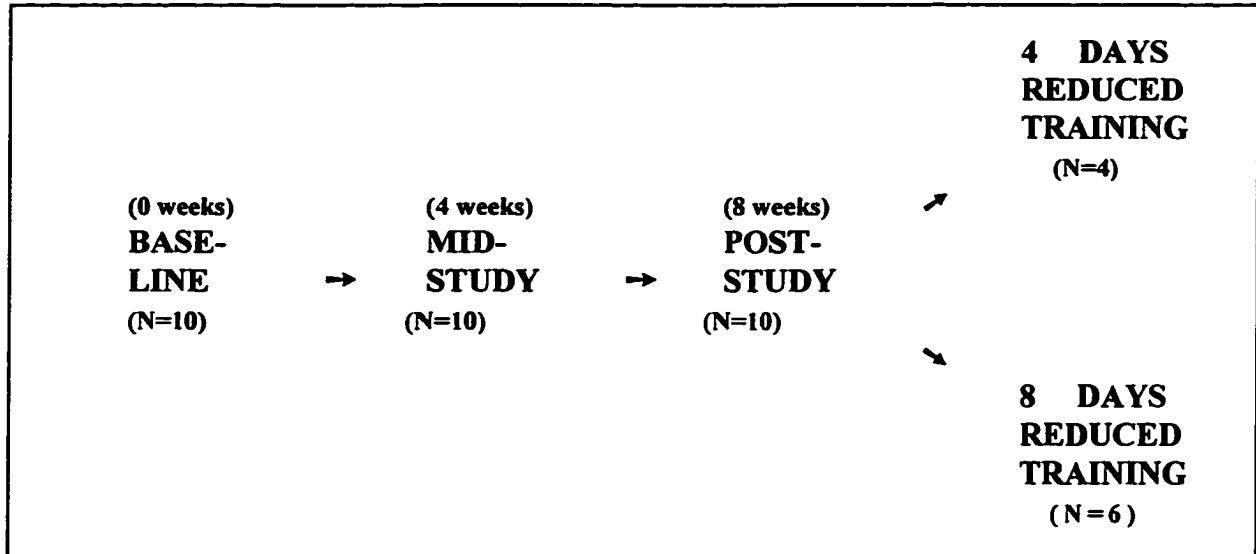 (0 weeks)
BASE-
LINE
(N=10)
(4 weeks)
MID-
STUDY
(N=10)
(8 weeks)
POST-
STUDY
(N=10)
4 DAYS
REDUCED
TRAINING
(N=4)
8 DAYS
REDUCED
TRAINING
( N = 6 )